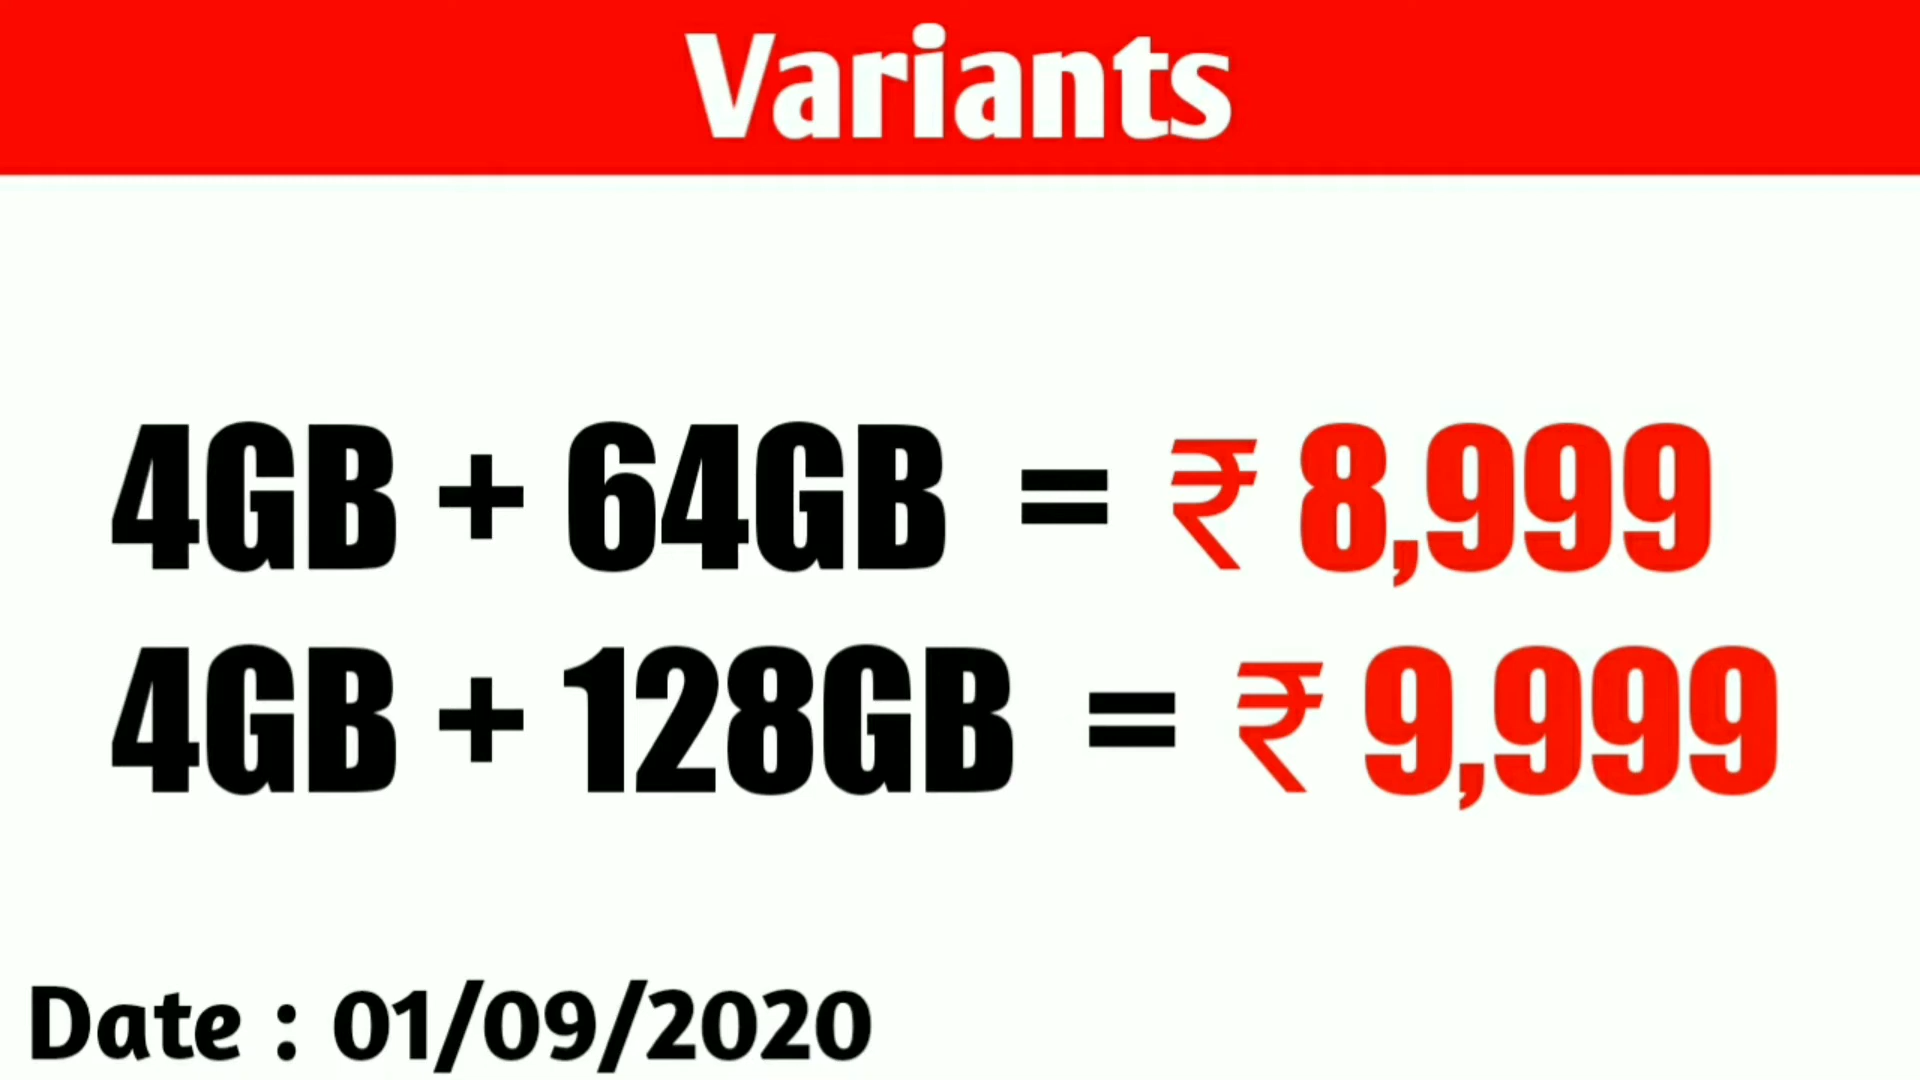 Variants
4GB + 64GB = ₹ 8,999
4GB + 128GB = ₹ 9,999
Date : 01/09/2020